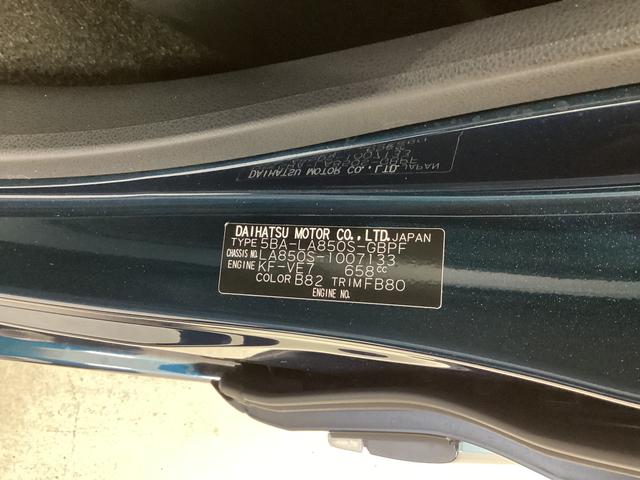 DAIHATSU MOTOR CO.,LTD.JAPAN
TYPE 5BA-LA850S-GBPF
CHASSIS NO. LA850S-1007133
ENGINE KF-VE7 658cc
COLOR B82 TRIM FB80
ENGINE NO.